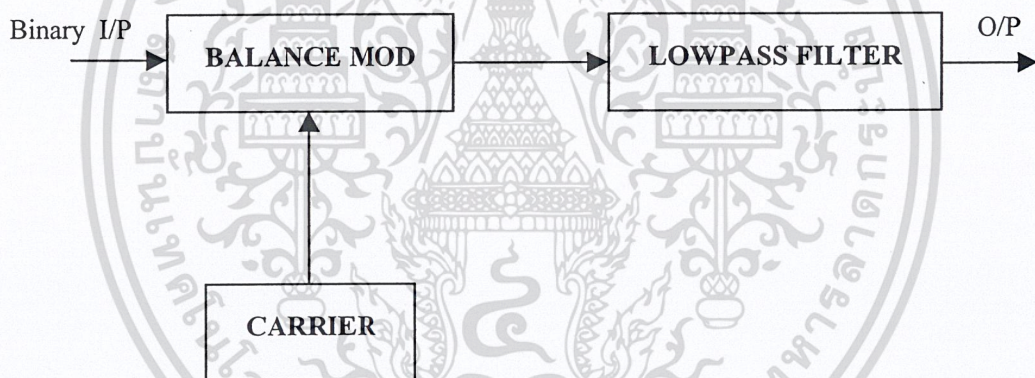 Binary I/P
BALANCE MOD
LOWPASS FILTER
O/P
CARRIER